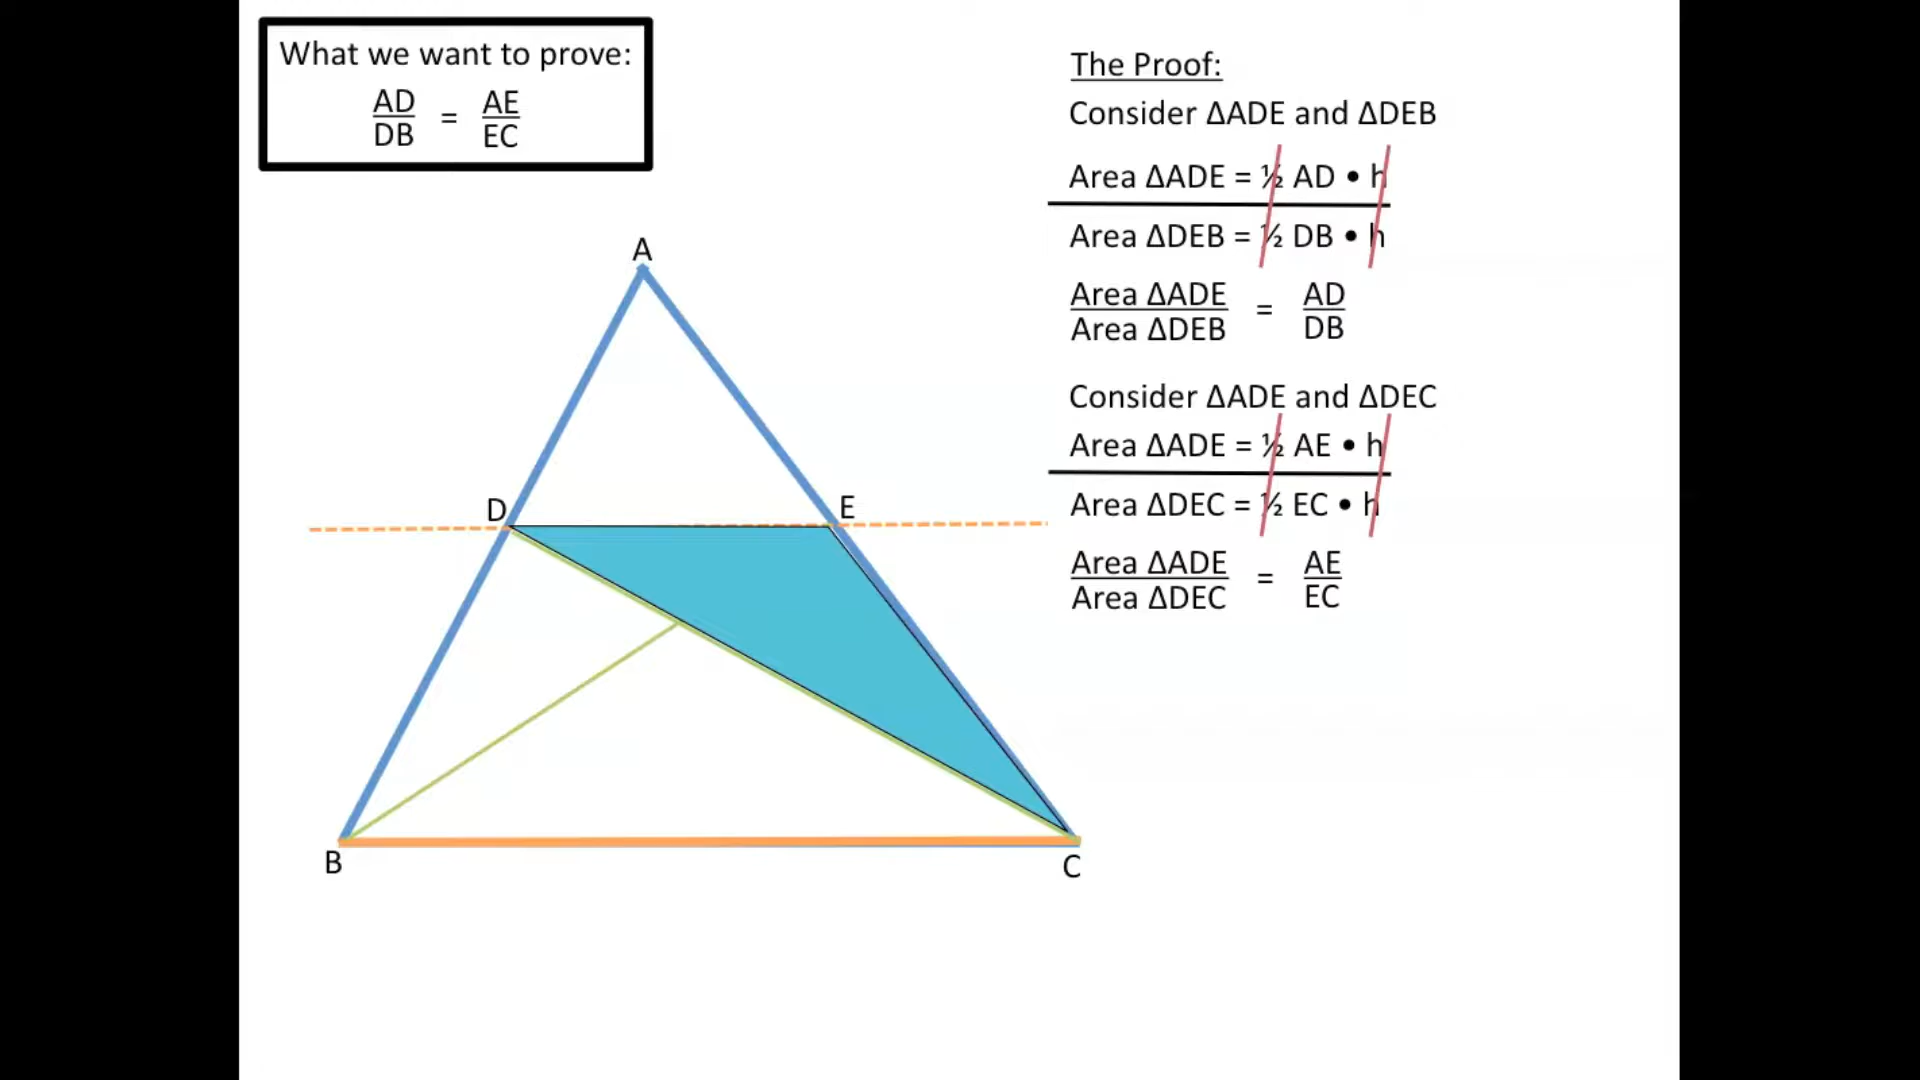 What we want to prove:
AD = AE
DB EC
The Proof:
Consider ΔADE and ΔDEB
Area ΔADE = ½ AD • h
Area ΔDEB = ½ DB • h
Area ΔADE = AD
Area ΔDEB DB
Consider ΔADE and ΔDEC
Area ΔADE = ½ AE • h
Area ΔDEC = ½ EC • h
Area ΔADE = AE
Area ΔDEC EC
A
D E
B C